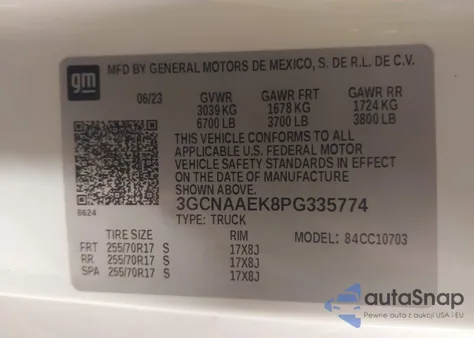 gm
MFD BY GENERAL MOTORS DE MEXICO, S. DE R.L. DE C.V.
06/23 GVWR GAWR FRT GAWR RR
3039 KG 1678 KG 1724 KG
6700 LB 3700 LB 3800 LB
THIS VEHICLE CONFORMS TO ALL
APPLICABLE U.S. FEDERAL MOTOR
VEHICLE SAFETY STANDARDS IN EFFECT
ON THE DATE OF MANUFACTURE
SHOWN ABOVE.
8624
3GCNAAEK8PG335774
TYPE: TRUCK
TIRE SIZE RIM MODEL: 84CC10703
FRT 255/70R17 S 17X8J
RR 255/70R17 S 17X8J
SPA 255/70R17 S 17X8J
autaSnap
Pewne auta z aukcji USA i EU